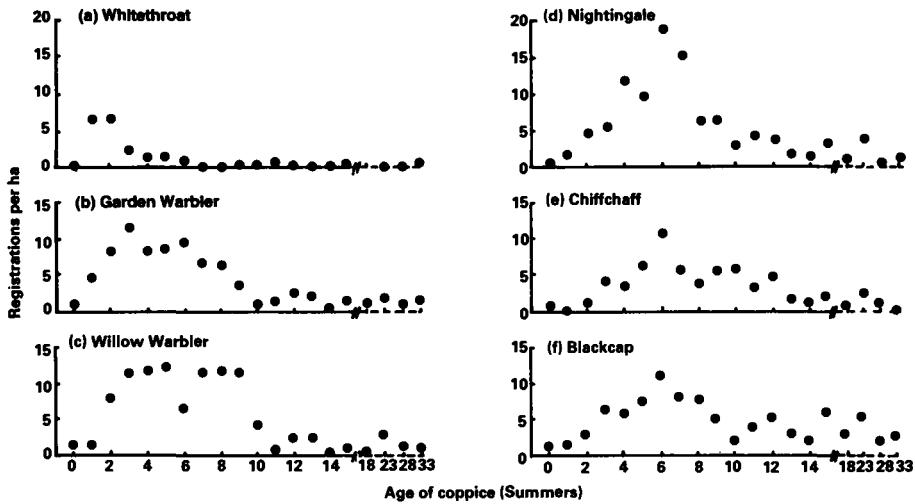 (a) Whitethroat
20
15
10
5
0
(b) Garden Warbler
15
10
5
0
(c) Willow Warbler
15
10
5
0
0 2 4 6 8 10 12 14 18 23 28 33
(d) Nightingale
20
15
10
5
0
(e) Chiffchaff
15
10
5
0
(f) Blackcap
15
10
5
0
0 2 4 6 8 10 12 14 18 23 28 33
Registrations per ha
Age of coppice (Summers)